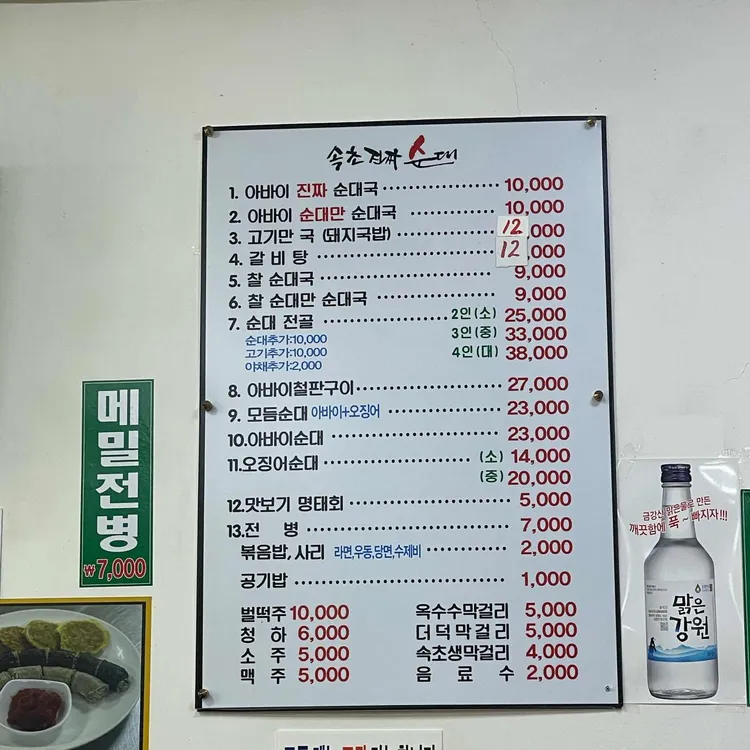 속초 진짜 순대
1. 아바이 진짜 순대국 10,000
2. 아바이 순대만 순대국 10,000
3. 고기만 국 (돼지국밥) 12,000
4. 갈비탕 12,000
5. 찰 순대국 9,000
6. 찰 순대만 순대국 9,000
7. 순대 전골 2인(소) 25,000
순대추가:10,000 3인(중) 33,000
고기추가:10,000 4인(대) 38,000
야채추가:2,000
8. 아바이철판구이 27,000
9. 모듬순대 아바이+오징어 23,000
10.아바이순대 23,000
11.오징어순대 (소) 14,000
(중) 20,000
12.맛보기 명태회 5,000
13.전 병 7,000
볶음밥,사리 라면,우동,당면,수제비 2,000
공기밥 1,000
벌떡주 10,000 옥수수막걸리 5,000
청 하 6,000 더덕막걸리 5,000
소 주 5,000 속초생막걸리 4,000
맥 주 5,000 음 료 수 2,000
메밀전병
₩7,000
금강산 맑은물로 만든
깨끗함에 푹~ 빠지자!!!
맑은
강원